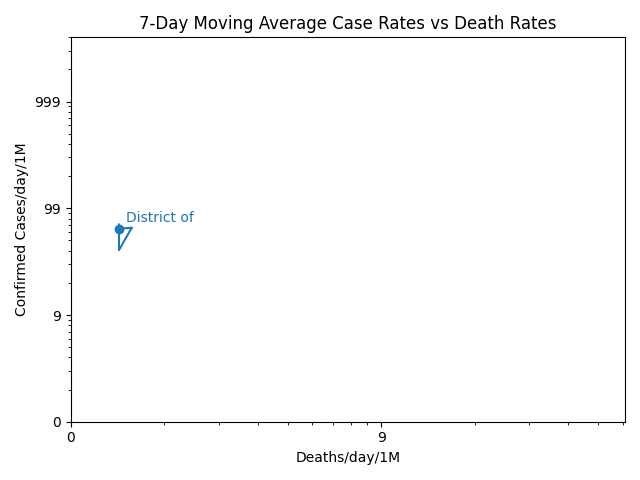 7-Day Moving Average Case Rates vs Death Rates
Confirmed Cases/day/1M
999
99
9
0
District of
0
9
Deaths/day/1M